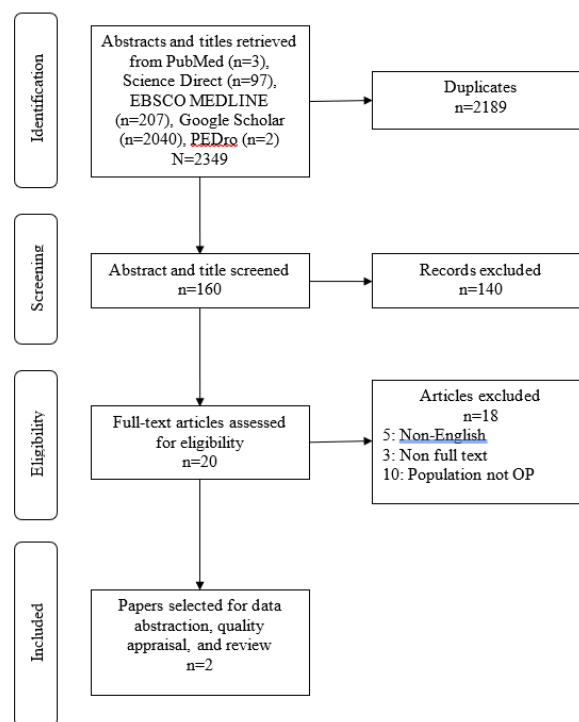 Identification
Abstracts and titles retrieved
from PubMed (n=3),
Science Direct (n=97),
EBSCO MEDLINE
(n=207), Google Scholar
(n=2040), PEDro (n=2)
N=2349
Duplicates
n=2189
Screening
Abstract and title screened
n=160
Records excluded
n=140
Eligibility
Full-text articles assessed
for eligibility
n=20
Articles excluded
n=18
5: Non-English
3: Non full text
10: Population not OP
Included
Papers selected for data
abstraction, quality
appraisal, and review
n=2